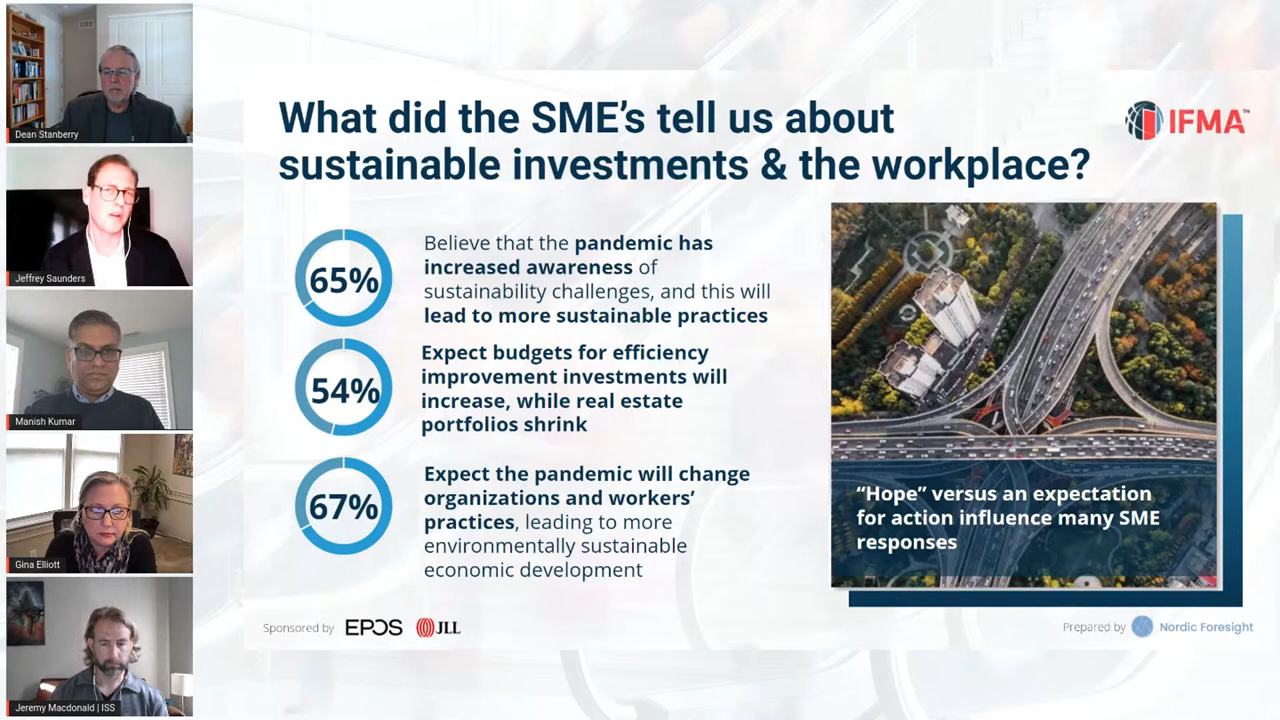 Dean Stanberry
Jeffrey Saunders
Manish Kumar
Gina Elliott
Jeremy Macdonald | ISS
What did the SME’s tell us about
sustainable investments & the workplace?
IFMA™
65%
Believe that the pandemic has
increased awareness of
sustainability challenges, and this will
lead to more sustainable practices
54%
Expect budgets for efficiency
improvement investments will
increase, while real estate
portfolios shrink
67%
Expect the pandemic will change
organizations and workers’
practices, leading to more
environmentally sustainable
economic development
“Hope” versus an expectation
for action influence many SME
responses
Sponsored by EPOS JLL
Prepared by Nordic Foresight